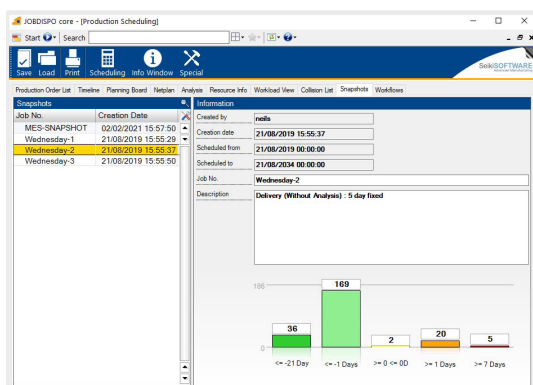 JOBDISPO core - [Production Scheduling]
Start Search
Save Load Print Scheduling Info Window Special
SeikiSOFTWARE
Advanced Manufacturing
Production Order List Timeline Planning Board Netplan Analysis Resource Info Workload View Collision List Snapshots Workflows
Snapshots
Job No. Creation Date
MES-SNAPSHOT 02/02/2021 15:57:50
Wednesday-1 21/08/2019 15:55:29
Wednesday-2 21/08/2019 15:55:37
Wednesday-3 21/08/2019 15:55:50
Information
Created by neils
Creation date 21/08/2019 15:55:37
Scheduled from 21/08/2019 00:00:00
Scheduled to 21/08/2034 00:00:00
Job No. Wednesday-2
Description Delivery (Without Analysis) : 5 day fixed
186
169
36
2
20
5
0
<= -21 Day <= -1 Days >= 0 <= 0D >= 1 Days >= 7 Days